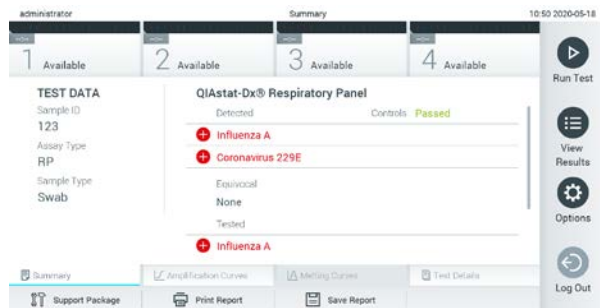 administrator Summary 10:50 2020-05-18
1 Available 2 Available 3 Available 4 Available
Run Test
TEST DATA
Sample ID
123
Assay Type
RP
Sample Type
Swab
QIAstat-Dx® Respiratory Panel
Detected Controls Passed
Influenza A
Coronavirus 229E
Equivocal
None
Tested
Influenza A
View
Results
Options
Log Out
Summary Amplification Curves Melting Curves Test Details
Support Package Print Report Save Report